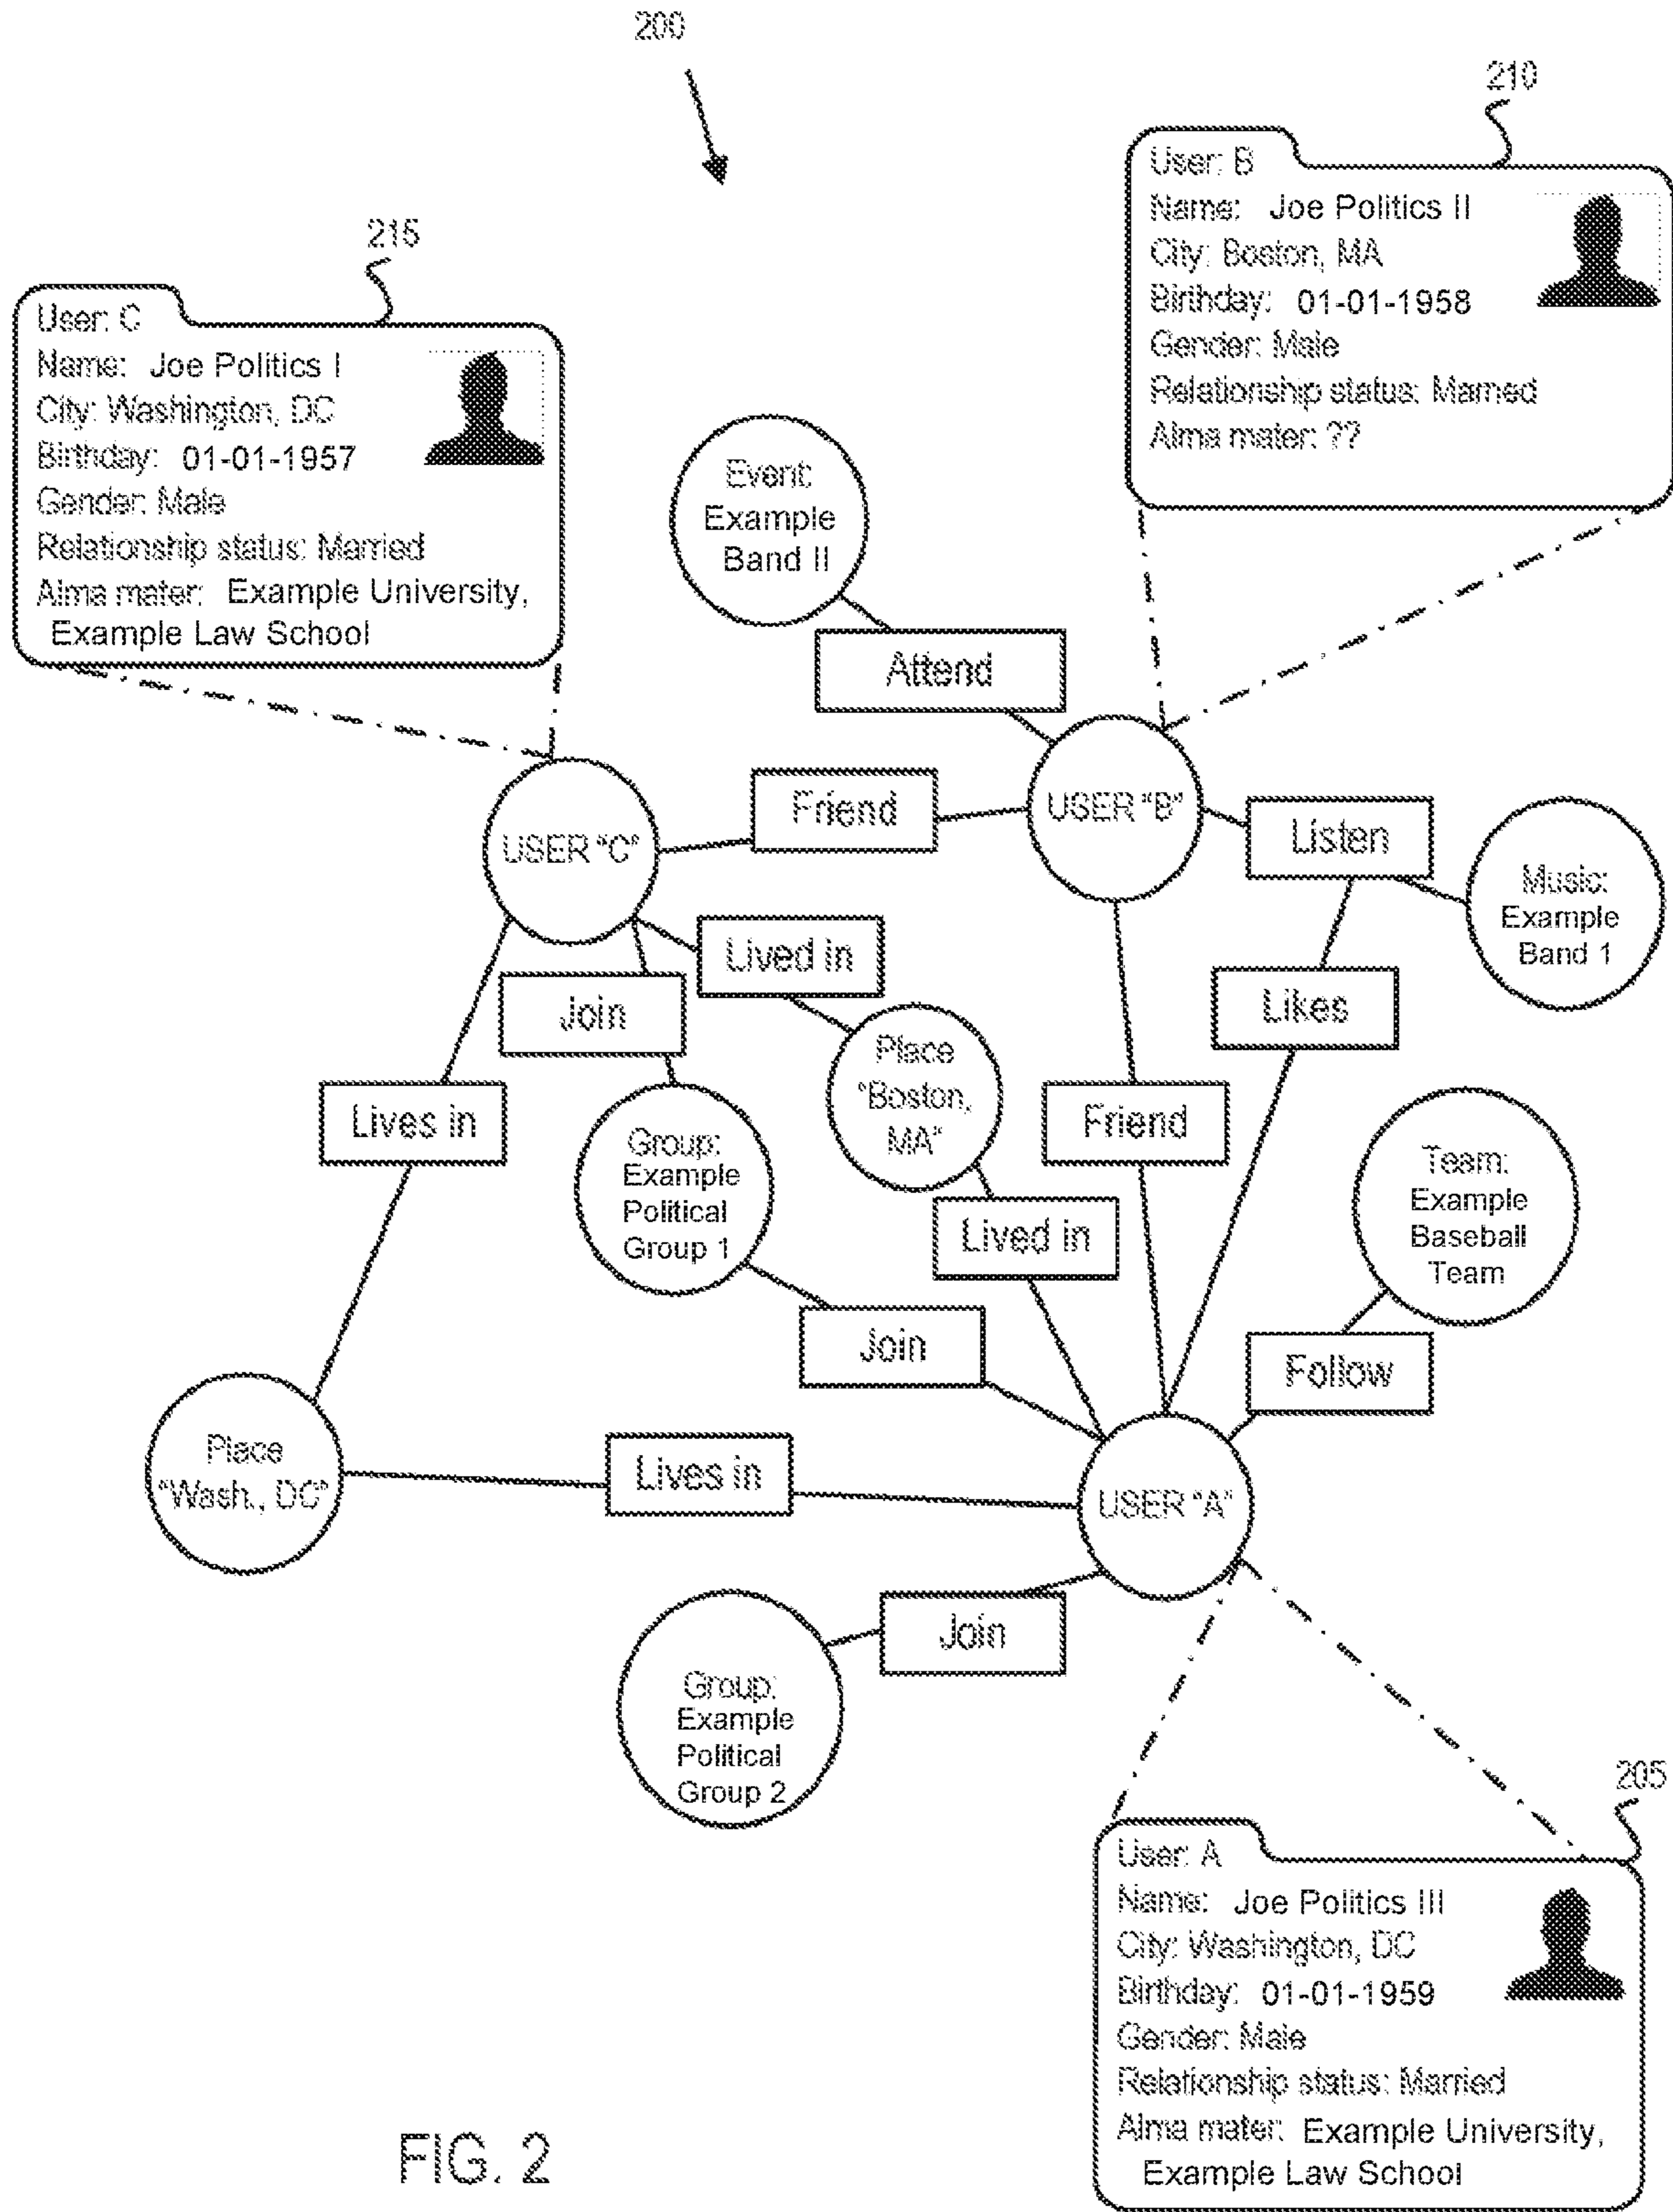 200
210
User: B
Name: Joe Politics II
City: Boston, MA
Birthday: 01-01-1958
Gender: Male
Relationship status: Married
Alma mater: ??
215
User: C
Name: Joe Politics I
City: Washington, DC
Birthday: 01-01-1957
Gender: Male
Relationship status: Married
Alma mater: Example University,
Example Law School
Event:
Example
Band II
Attend
Friend
USER "B"
USER "C"
Listen
Music:
Example
Band 1
Lived in
Join
Likes
Place
"Boston,
MA"
Lives in
Friend
Group:
Example
Political
Group 1
Team:
Example
Baseball
Team
Lived in
Join
Follow
Place
"Wash., DC"
Lives in
USER "A"
Join
Group:
Example
Political
Group 2
205
User: A
Name: Joe Politics III
City: Washington, DC
Birthday: 01-01-1959
Gender: Male
Relationship status: Married
Alma mater: Example University,
Example Law School
FIG. 2